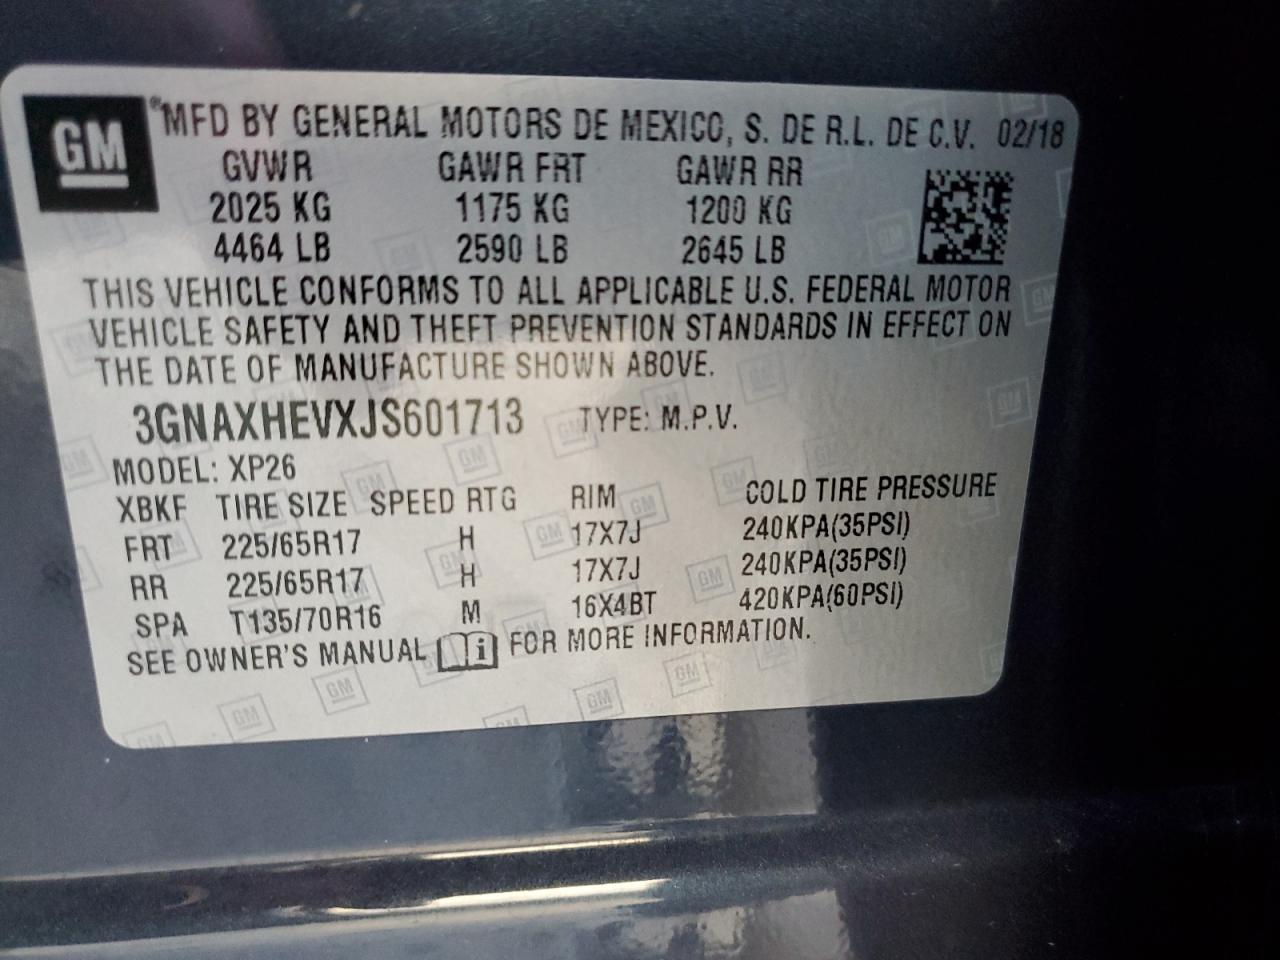 GM
® MFD BY GENERAL MOTORS DE MEXICO, S. DE R.L. DE C.V. 02/18
GVWR GAWR FRT GAWR RR
2025 KG 1175 KG 1200 KG
4464 LB 2590 LB 2645 LB
THIS VEHICLE CONFORMS TO ALL APPLICABLE U.S. FEDERAL MOTOR
VEHICLE SAFETY AND THEFT PREVENTION STANDARDS IN EFFECT ON
THE DATE OF MANUFACTURE SHOWN ABOVE.
3GNAXHEVXJS601713 TYPE: M.P.V.
MODEL: XP26
XBKF TIRE SIZE SPEED RTG RIM COLD TIRE PRESSURE
FRT 225/65R17 H 17X7J 240KPA(35PSI)
RR 225/65R17 H 17X7J 240KPA(35PSI)
SPA T135/70R16 M 16X4BT 420KPA(60PSI)
SEE OWNER'S MANUAL i FOR MORE INFORMATION.